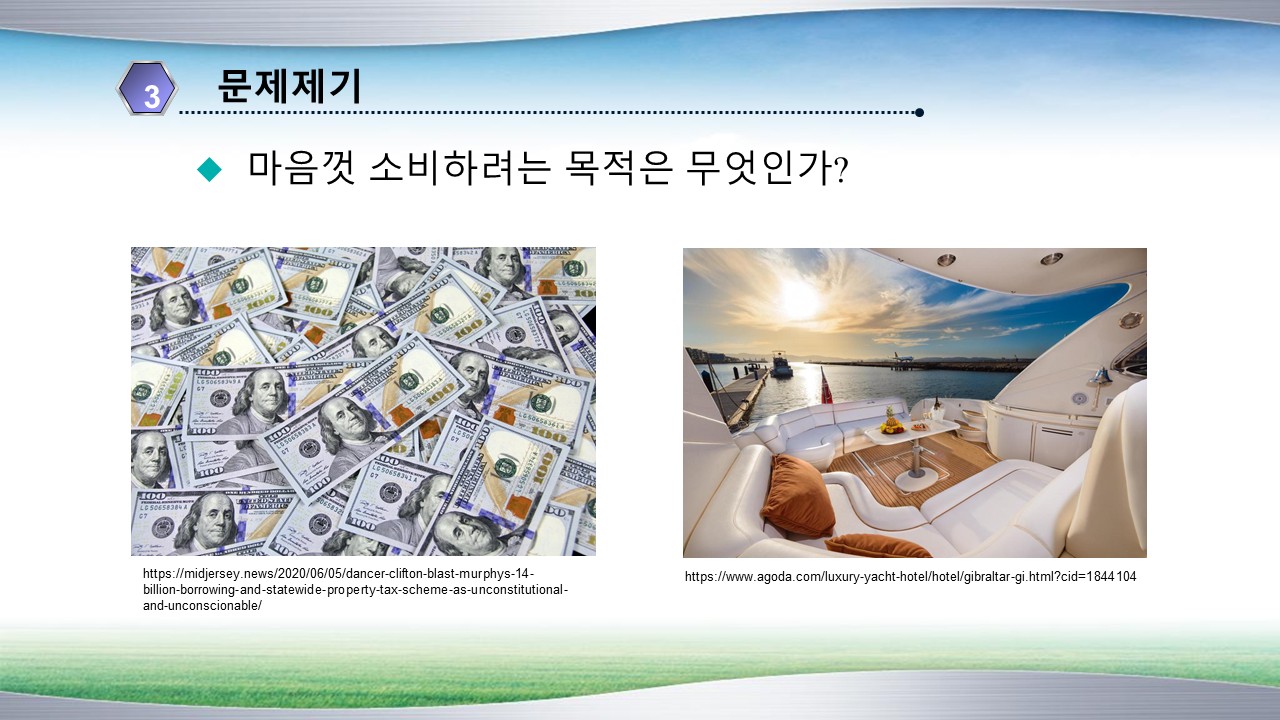 3
문제제기
마음껏 소비하려는 목적은 무엇인가?
https://midjersey.news/2020/06/05/dancer-clifton-blast-murphys-14-
billion-borrowing-and-statewide-property-tax-scheme-as-unconstitutional-
and-unconscionable/
https://www.agoda.com/luxury-yacht-hotel/hotel/gibraltar-gi.html?cid=1844104